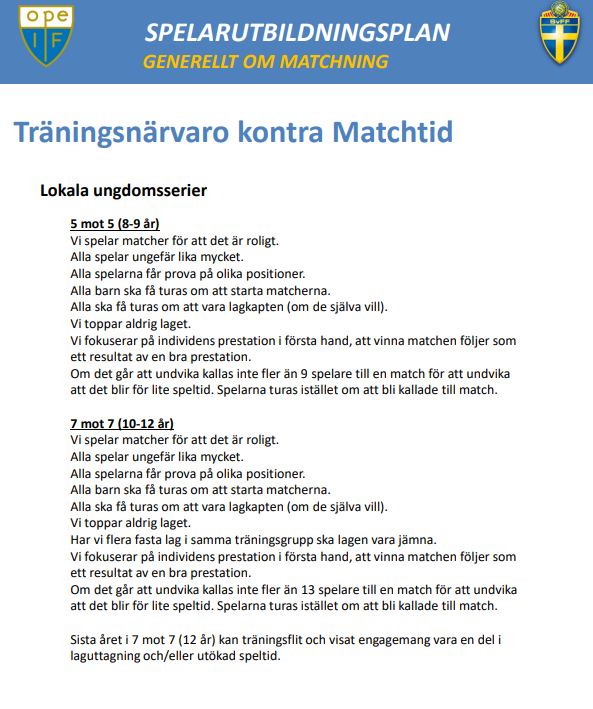 ope
IF
SPELARUTBILDNINGSPLAN
GENERELLT OM MATCHNING
SvFF
Träningsnärvaro kontra Matchtid
Lokala ungdomsserier
5 mot 5 (8-9 år)
Vi spelar matcher för att det är roligt.
Alla spelar ungefär lika mycket.
Alla spelarna får prova på olika positioner.
Alla barn ska få turas om att starta matcherna.
Alla ska få turas om att vara lagkapten (om de själva vill).
Vi toppar aldrig laget.
Vi fokuserar på individens prestation i första hand, att vinna matchen följer som
ett resultat av en bra prestation.
Om det går att undvika kallas inte fler än 9 spelare till en match för att undvika
att det blir för lite speltid. Spelarna turas istället om att bli kallade till match.
7 mot 7 (10-12 år)
Vi spelar matcher för att det är roligt.
Alla spelar ungefär lika mycket.
Alla spelarna får prova på olika positioner.
Alla barn ska få turas om att starta matcherna.
Alla ska få turas om att vara lagkapten (om de själva vill).
Vi toppar aldrig laget.
Har vi flera fasta lag i samma träningsgrupp ska lagen vara jämna.
Vi fokuserar på individens prestation i första hand, att vinna matchen följer som
ett resultat av en bra prestation.
Om det går att undvika kallas inte fler än 13 spelare till en match för att undvika
att det blir för lite speltid. Spelarna turas istället om att bli kallade till match.
Sista året i 7 mot 7 (12 år) kan träningsflit och visat engagemang vara en del i
laguttagning och/eller utökad speltid.